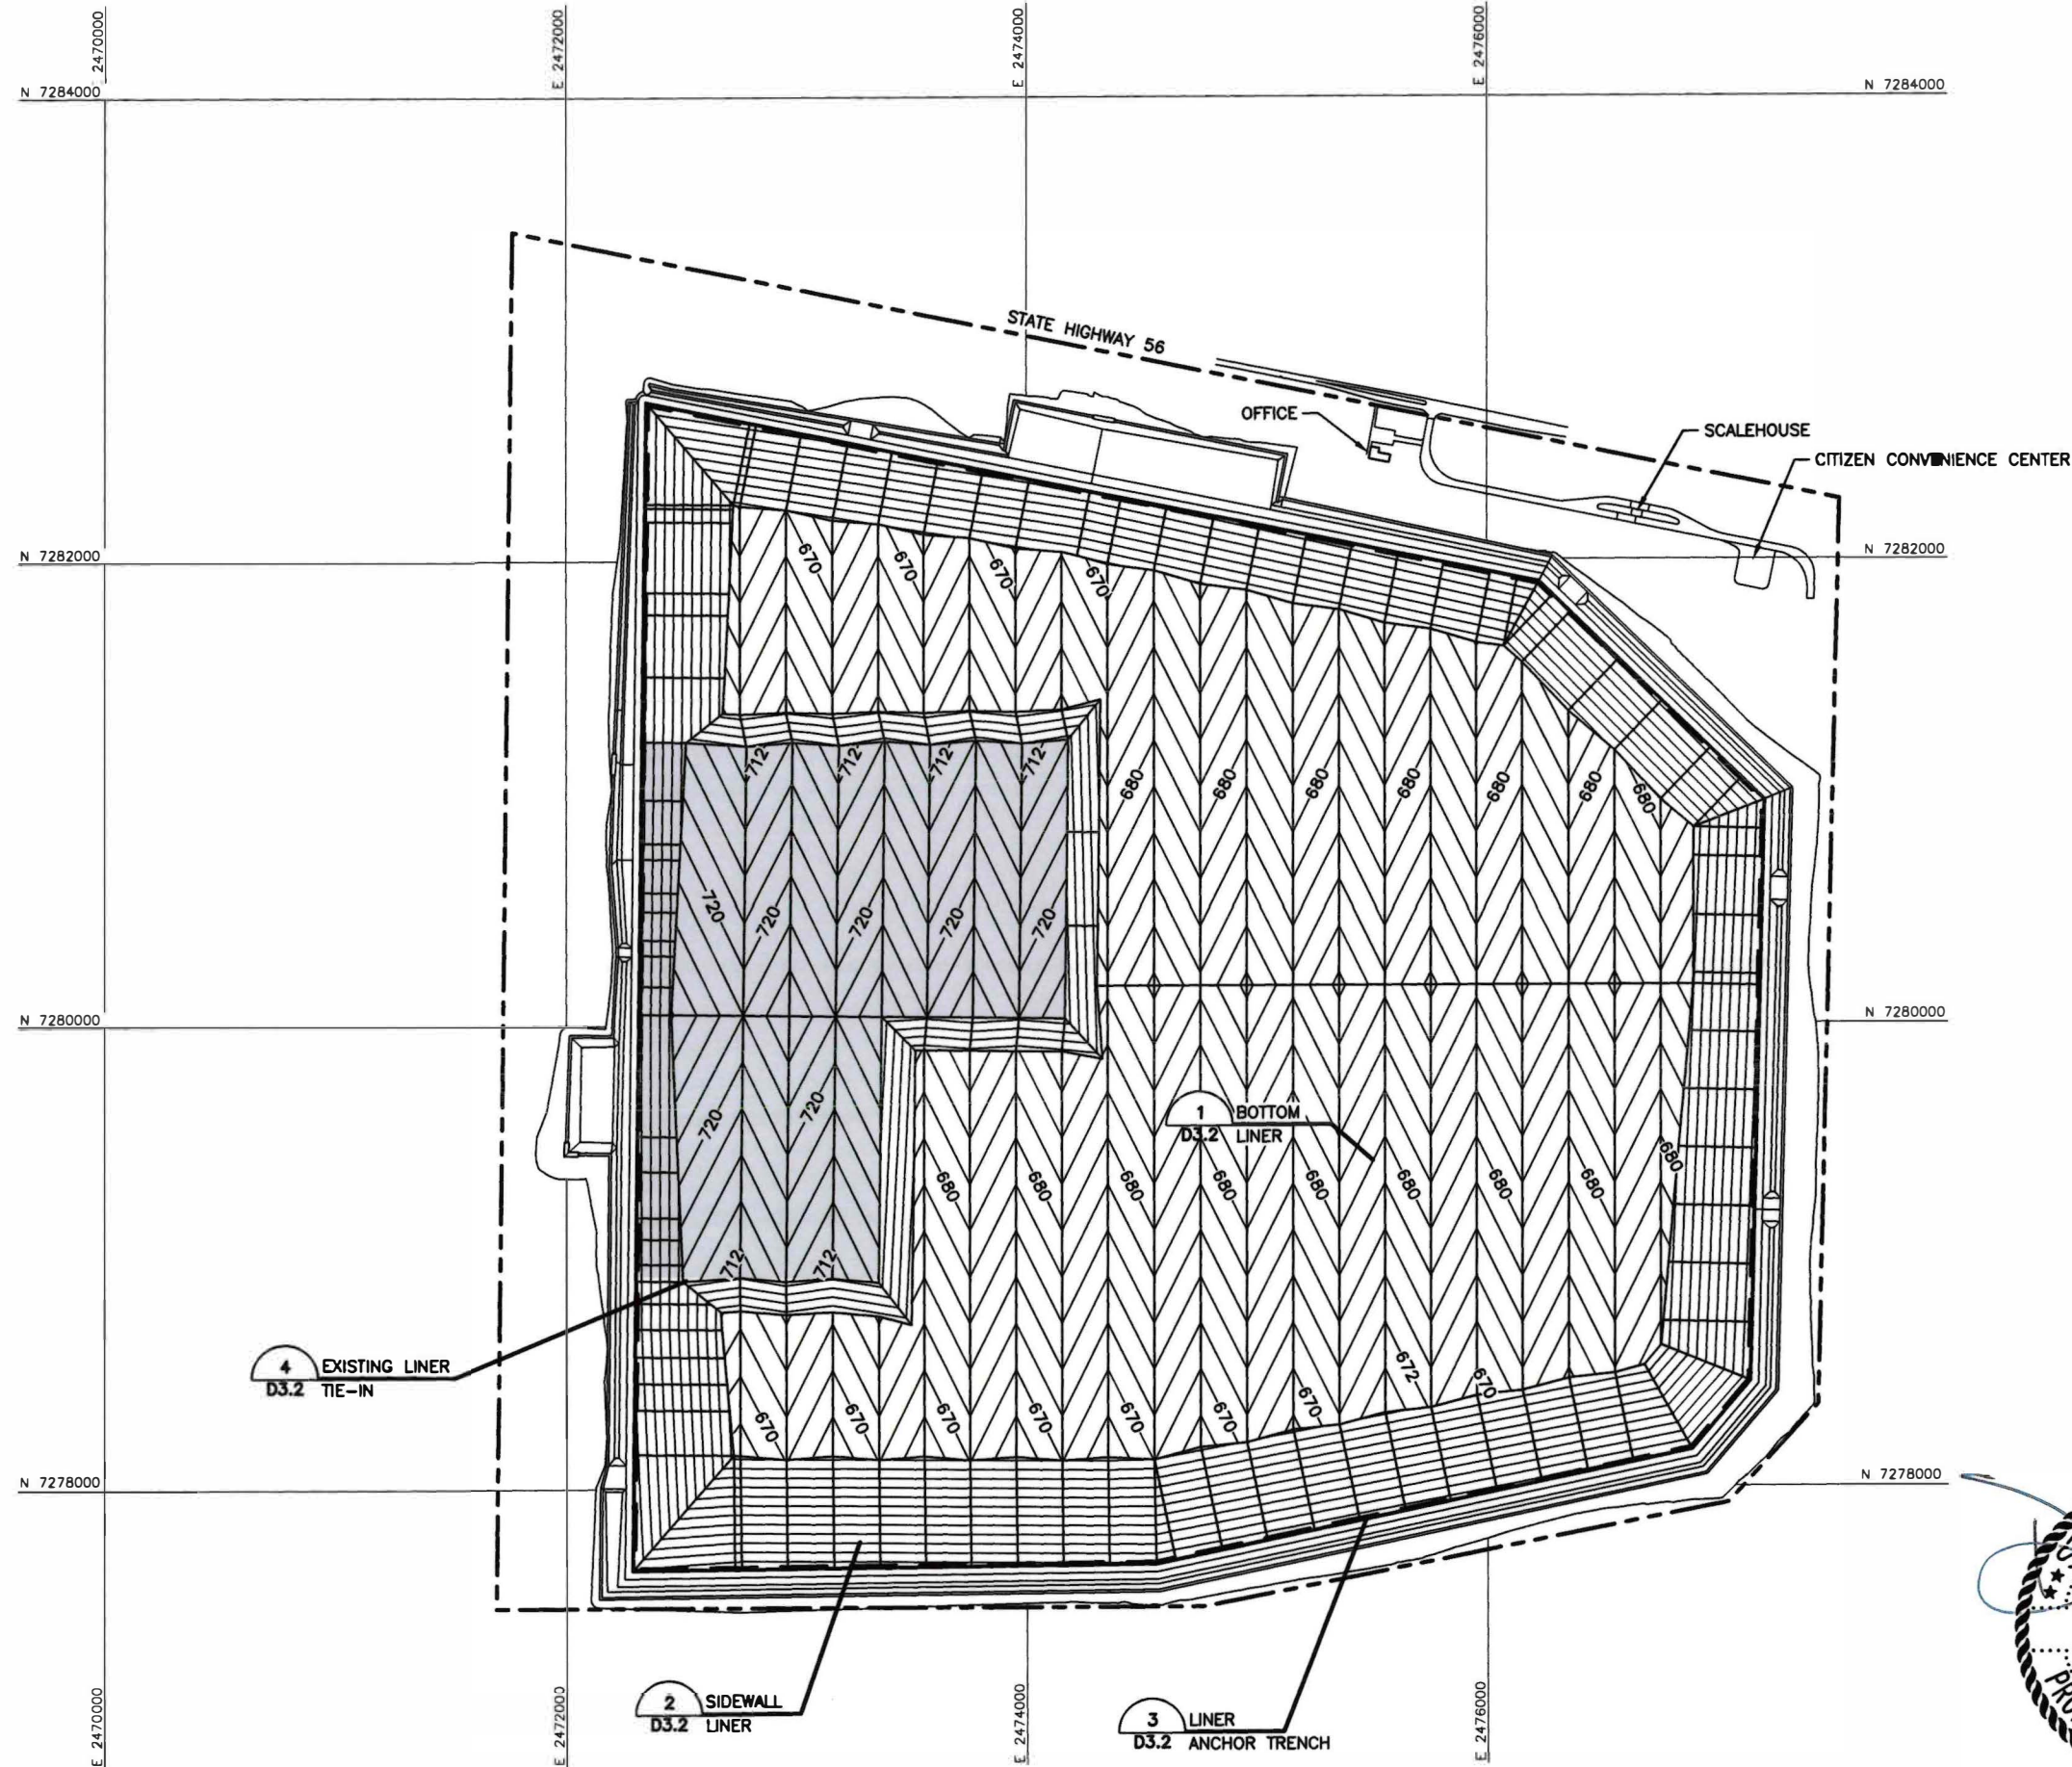 E 2470000
E 2472000
E 2474000
E 2476000
N 7284000
N 7284000
STATE HIGHWAY 56
OFFICE
SCALEHOUSE
CITIZEN CONVENIENCE CENTER
N 7282000
N 7282000
670
670
670
670
712
712
712
712
680
680
680
680
680
680
680
720
720
720
720
720
N 7280000
N 7280000
720
720
1
D3.2
BOTTOM
LINER
680
680
680
680
680
680
680
680
680
712
712
4
D3.2
EXISTING LINER
TIE-IN
670
670
670
670
670
670
670
672
670
N 7278000
N 7278000
2
D3.2
SIDEWALL
LINER
3
D3.2
LINER
ANCHOR TRENCH
E 2470000
E 2472000
E 2474000
E 2476000